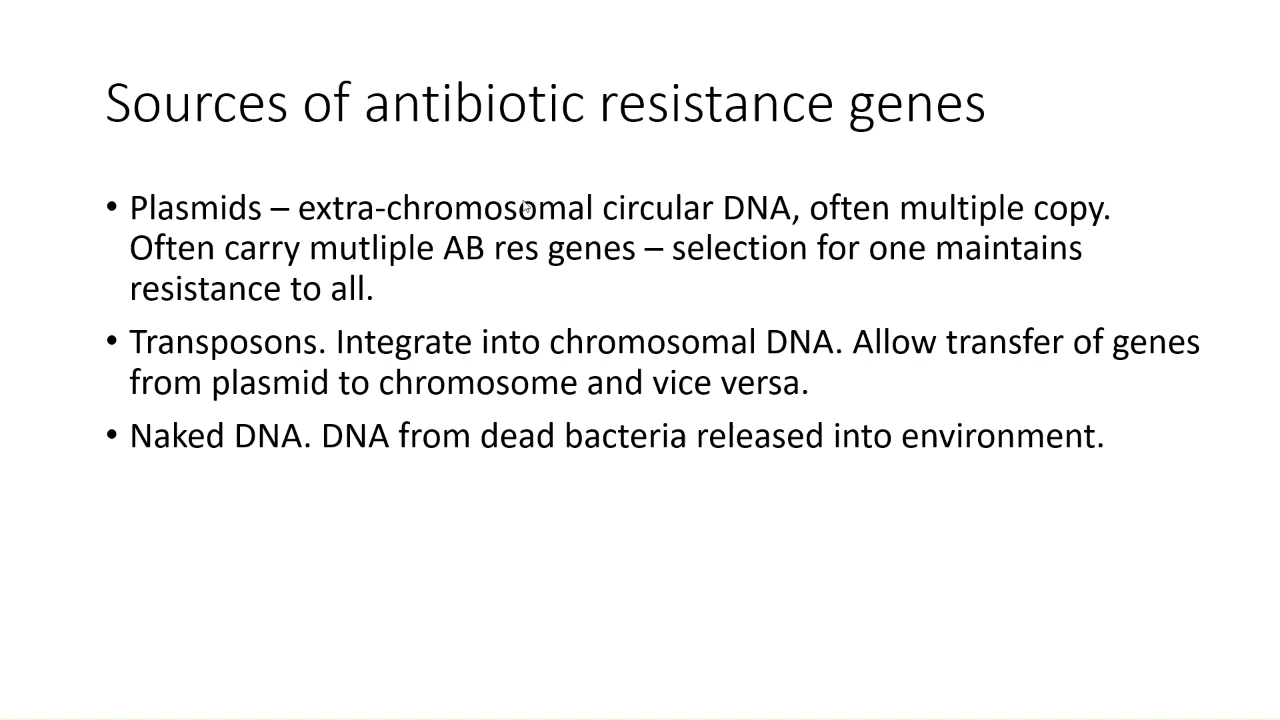 Sources of antibiotic resistance genes
• Plasmids – extra-chromosomal circular DNA, often multiple copy.
Often carry mutliple AB res genes – selection for one maintains
resistance to all.
• Transposons. Integrate into chromosomal DNA. Allow transfer of genes
from plasmid to chromosome and vice versa.
• Naked DNA. DNA from dead bacteria released into environment.